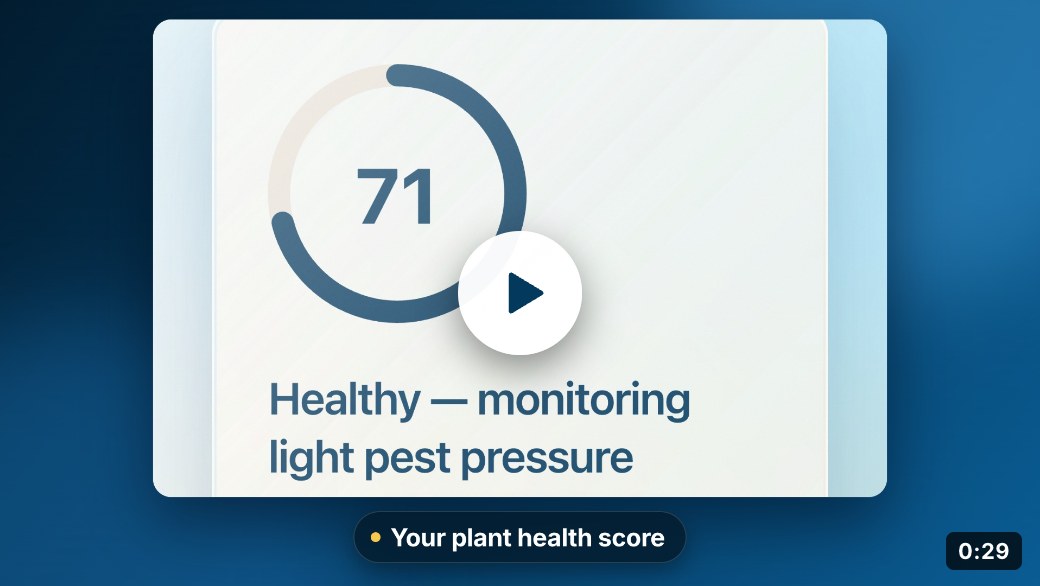 71
Healthy — monitoring
light pest pressure
Your plant health score
0:29